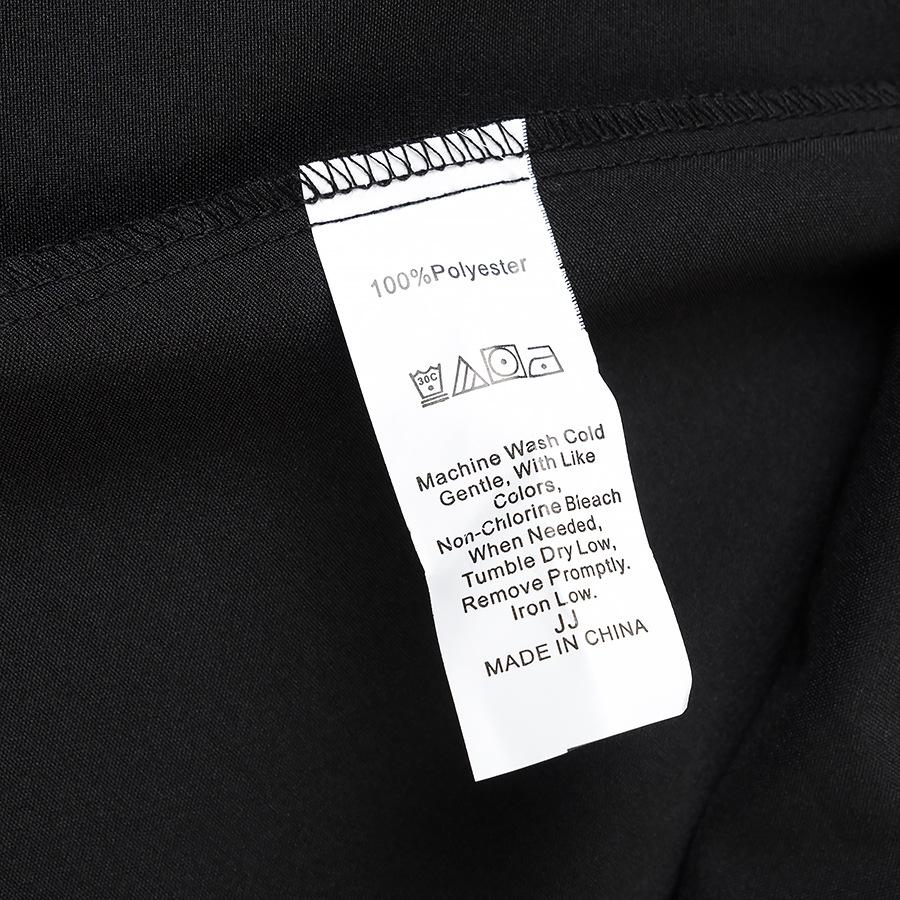 100%Polyester
30C
Machine Wash Cold
Gentle, With Like
Colors,
Non-Chlorine Bleach
When Needed,
Tumble Dry Low,
Remove Promptly.
Iron Low.
JJ
MADE IN CHINA